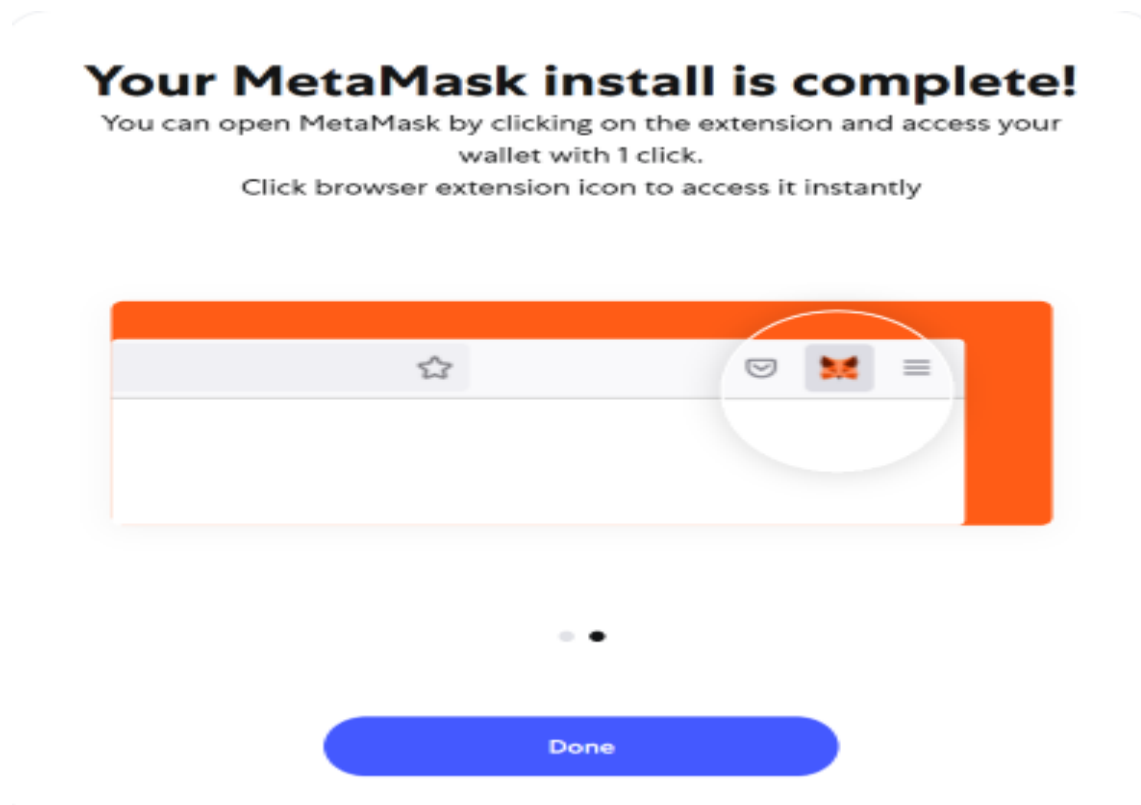 Your MetaMask install is complete!
You can open MetaMask by clicking on the extension and access your
wallet with 1 click.
Click browser extension icon to access it instantly
Done